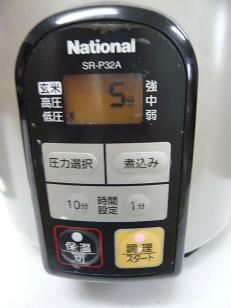 National
SR-P32A
玄米
高圧
低圧
5分
強
中
弱
圧力選択
煮込み
10分
時間
設定
1分
保温
切
調理
スタート